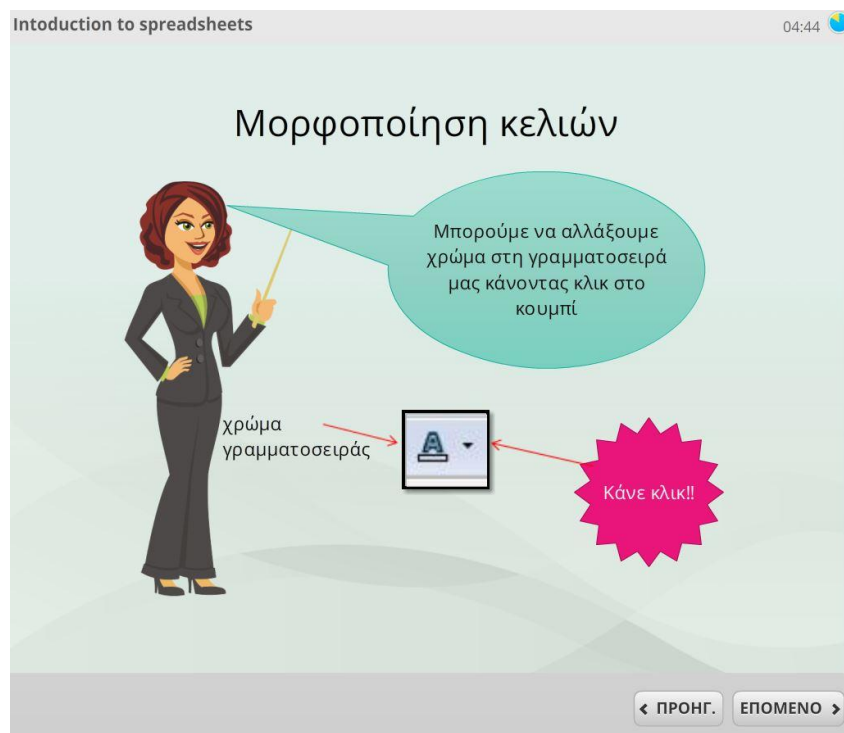 Intoduction to spreadsheets
04:44
Μορφοποίηση κελιών
Μπορούμε να αλλάξουμε
χρώμα στη γραμματοσειρά
μας κάνοντας κλικ στο
κουμπί
χρώμα
γραμματοσειράς
A
Κάνε κλικ!!
ΠΡΟΗΓ.
ΕΠΟΜΕΝΟ